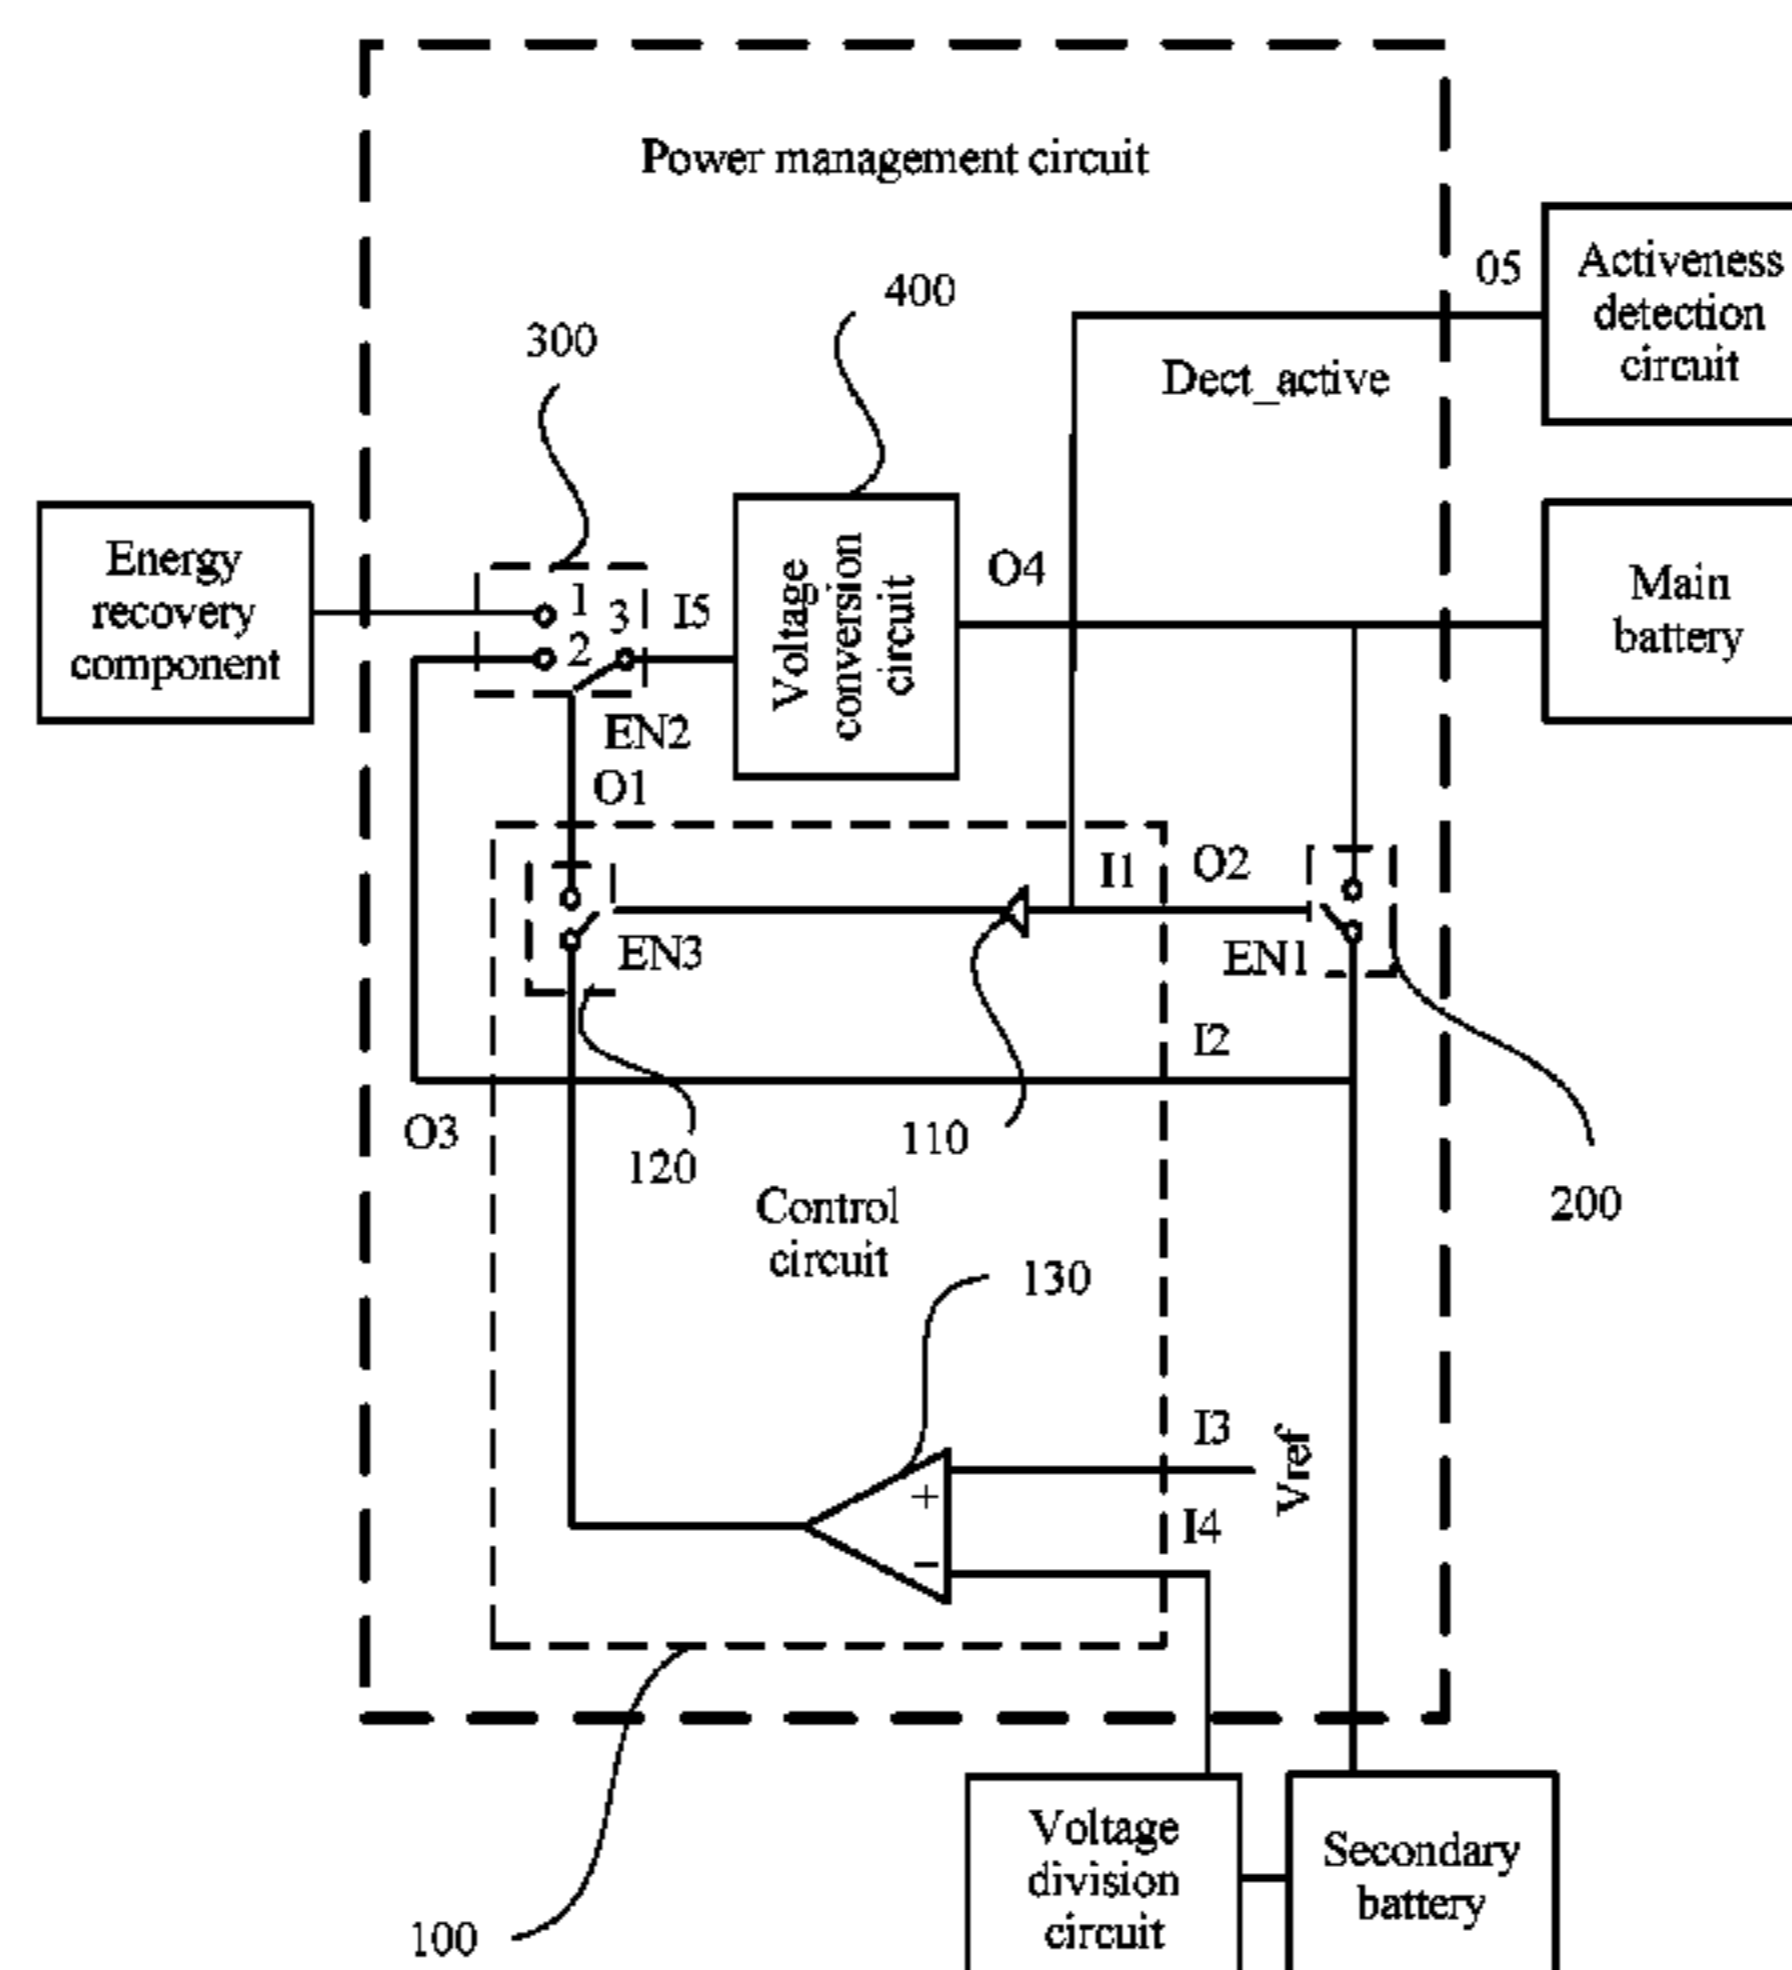 Power management circuit
05
Activeness
detection
circuit
400
300
Dect_active
Energy
recovery
component
1
3
2
I5
Voltage
conversion
circuit
O4
Main
battery
EN2
O1
I1
O2
EN3
EN1
I2
O3
120
110
200
Control
circuit
130
I3
Vref
I4
Voltage
division
circuit
Secondary
battery
100